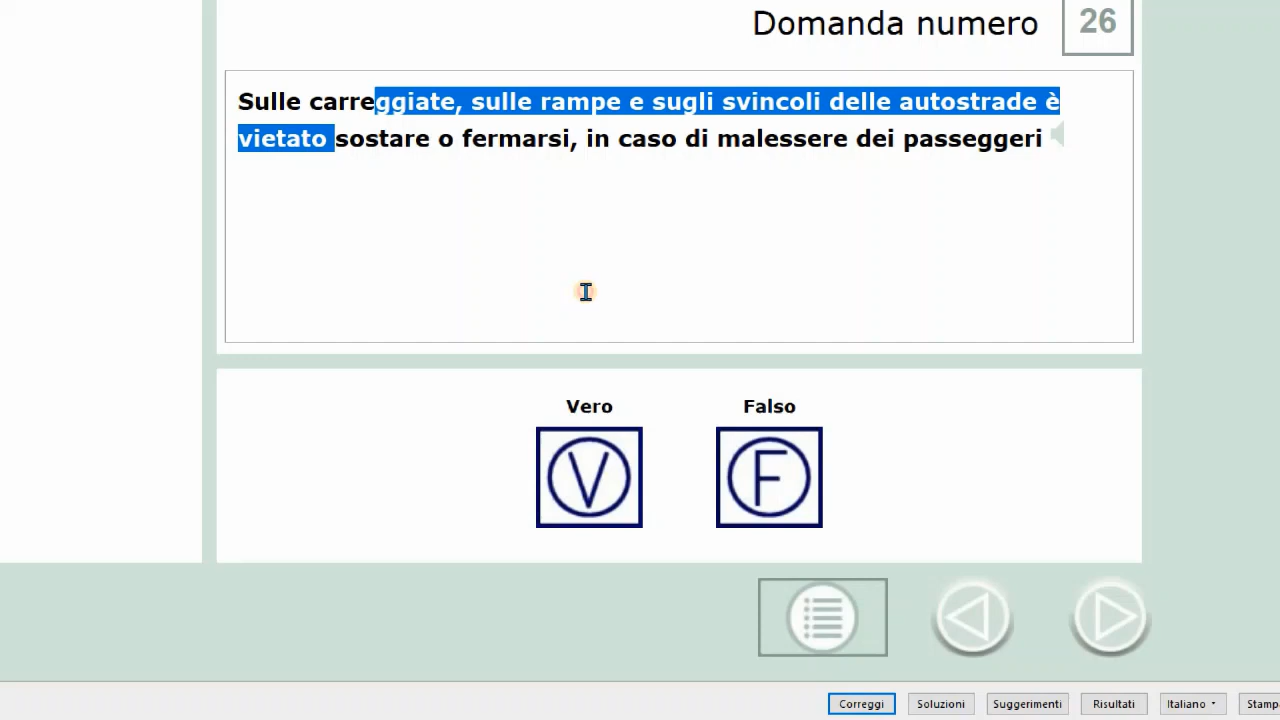 Domanda numero 26
Sulle carreggiate, sulle rampe e sugli svincoli delle autostrade è
vietato sostare o fermarsi, in caso di malessere dei passeggeri
Vero Falso
V F
Correggi Soluzioni Suggerimenti Risultati Italiano Stamp